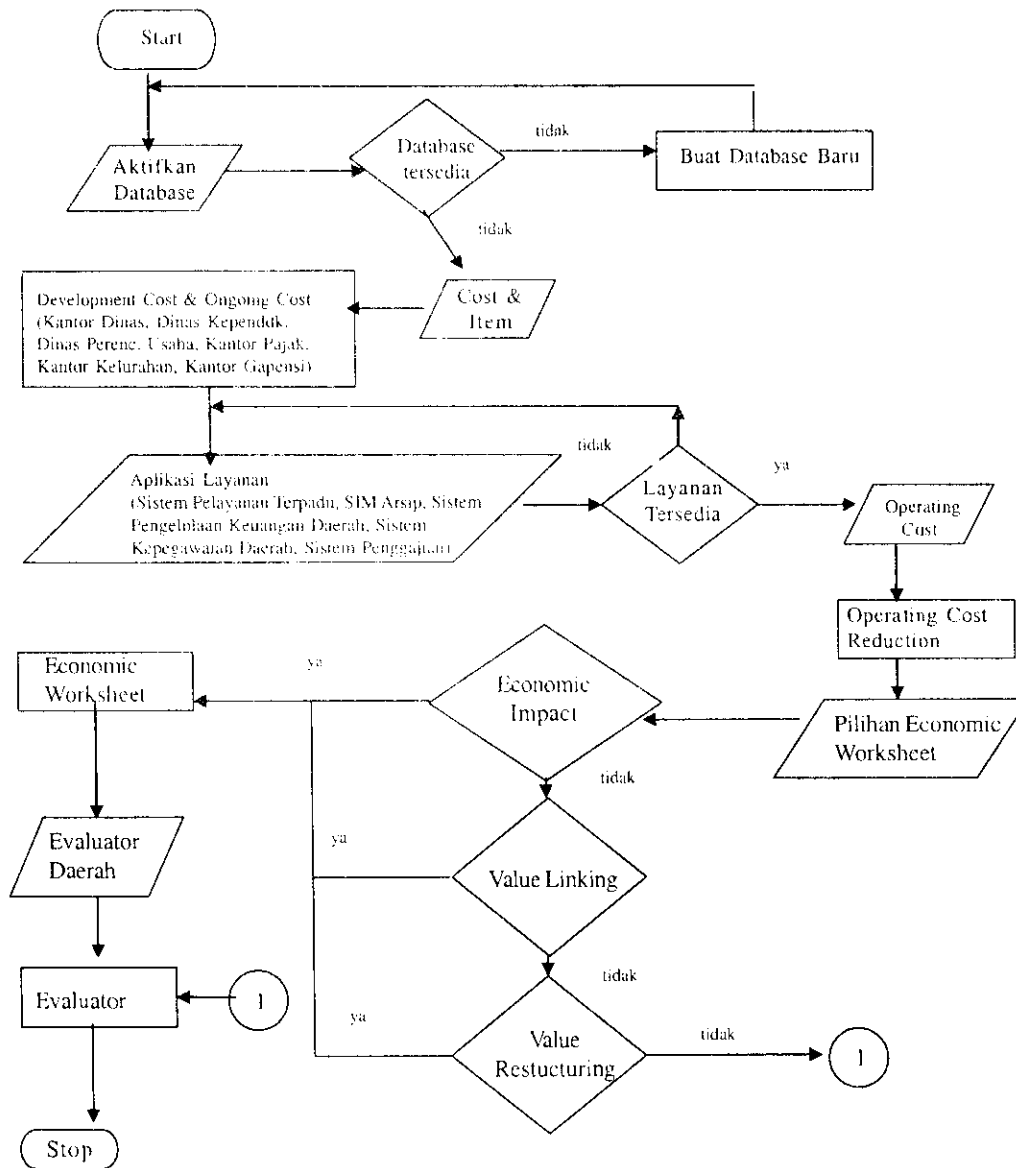 Start
tidak
Database
tersedia
Buat Database Baru
Aktifkan
Database
tidak
Cost &
Item
Development Cost & Ongoing Cost
(Kantor Dinas, Dinas Kependdk,
Dinas Perenc. Usaha, Kantor Pajak,
Kantor Kelurahan, Kantor Gapensi)
tidak
ya
Aplikasi Layanan
(Sistem Pelayanan Terpadu, SIM Arsip, Sistem
Pengelolaan Keuangan Daerah, Sistem
Kepegawaian Daerah, Sistem Penggajian)
Layanan
Tersedia
Operating
Cost
Operating Cost
Reduction
Pilihan Economic
Worksheet
Economic
Impact
ya
Economic
Worksheet
tidak
Value Linking
ya
Evaluator
Daerah
tidak
Value
Restucturing
ya
tidak
1
Evaluator
1
Stop